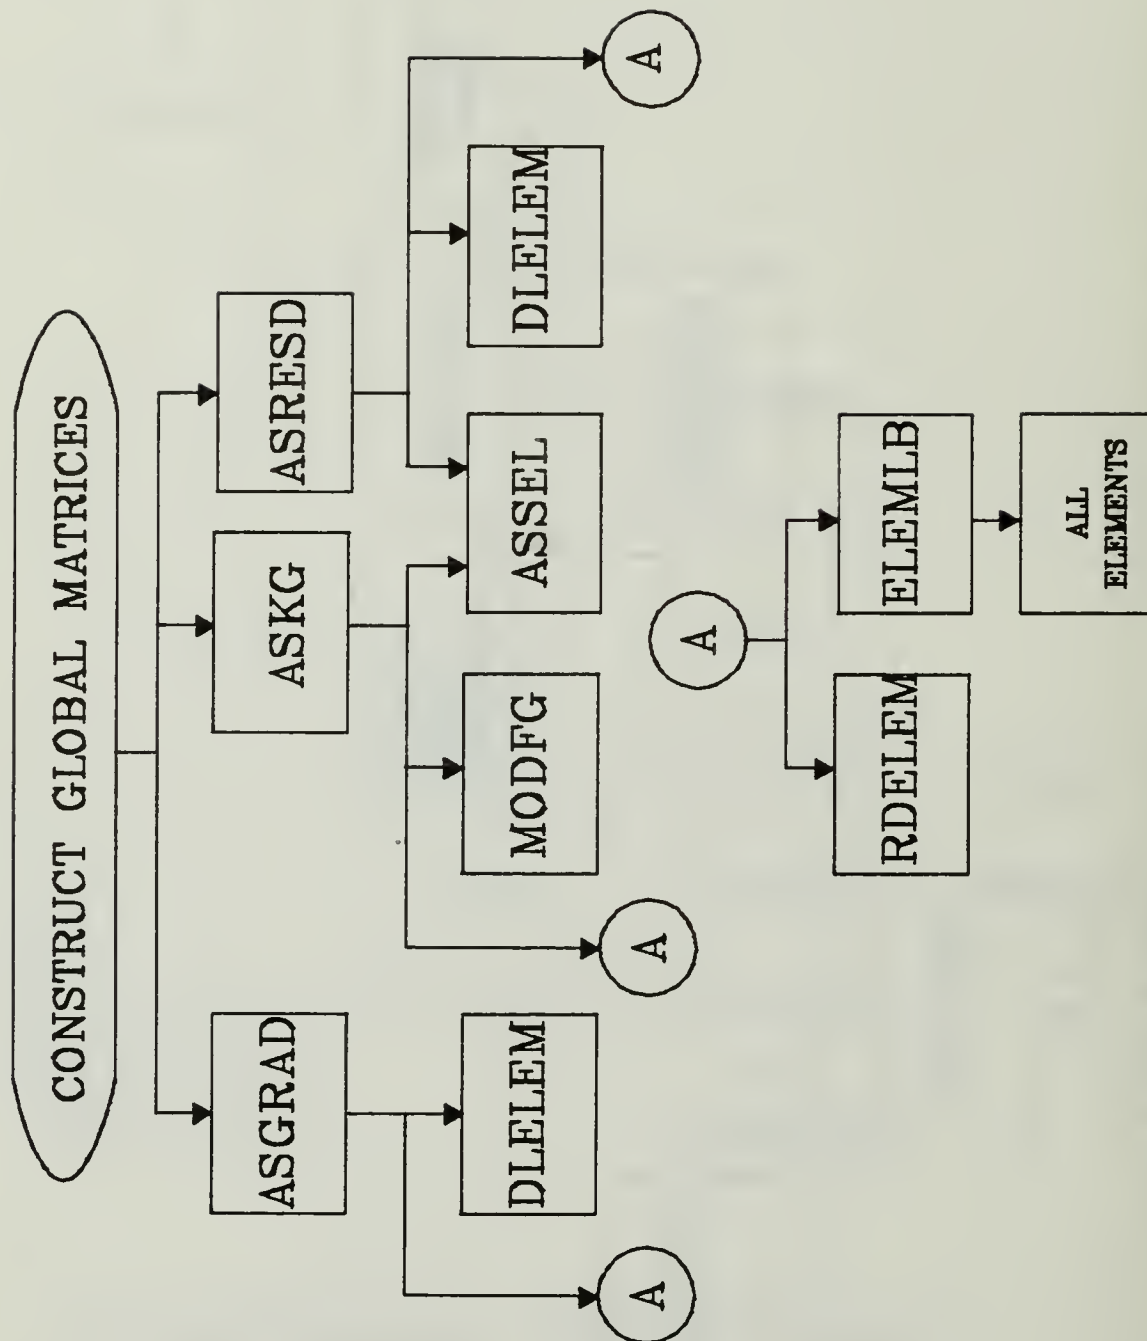 CONSTRUCT GLOBAL MATRICES
ASGRAD
ASKG
ASRESD
A
DLELEM
A
MODFG
ASSEL
DLELEM
A
A
RDELEM
ELEMLB
ALL
ELEMENTS